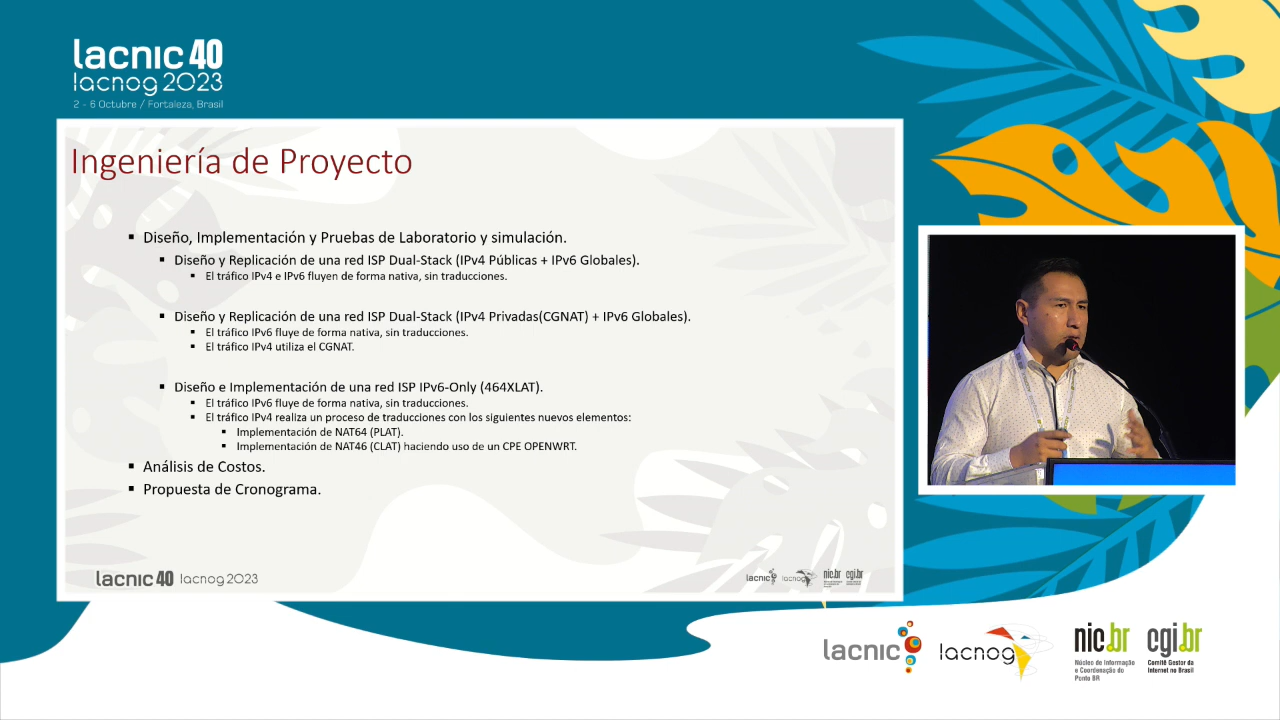 lacnic 40
lacnog 2023
2 - 6 Octubre / Fortaleza, Brasil
Ingeniería de Proyecto
▪ Diseño, Implementación y Pruebas de Laboratorio y simulación.
▪ Diseño y Replicación de una red ISP Dual-Stack (IPv4 Públicas + IPv6 Globales).
▪ El tráfico IPv4 e IPv6 fluyen de forma nativa, sin traducciones.
▪ Diseño y Replicación de una red ISP Dual-Stack (IPv4 Privadas(CGNAT) + IPv6 Globales).
▪ El tráfico IPv6 fluye de forma nativa, sin traducciones.
▪ El tráfico IPv4 utiliza el CGNAT.
▪ Diseño e Implementación de una red ISP IPv6-Only (464XLAT).
▪ El tráfico IPv6 fluye de forma nativa, sin traducciones.
▪ El tráfico IPv4 realiza un proceso de traducciones con los siguientes nuevos elementos:
▪ Implementación de NAT64 (PLAT).
▪ Implementación de NAT46 (CLAT) haciendo uso de un CPE OPENWRT.
▪ Análisis de Costos.
▪ Propuesta de Cronograma.
lacnic 40 lacnog 2023
lacnic lacnog nic.br cgi.br
lacnic lacnog nic.br cgi.br
Núcleo de Informação
e Coordenação do
Ponto BR
Comitê Gestor da
Internet no Brasil